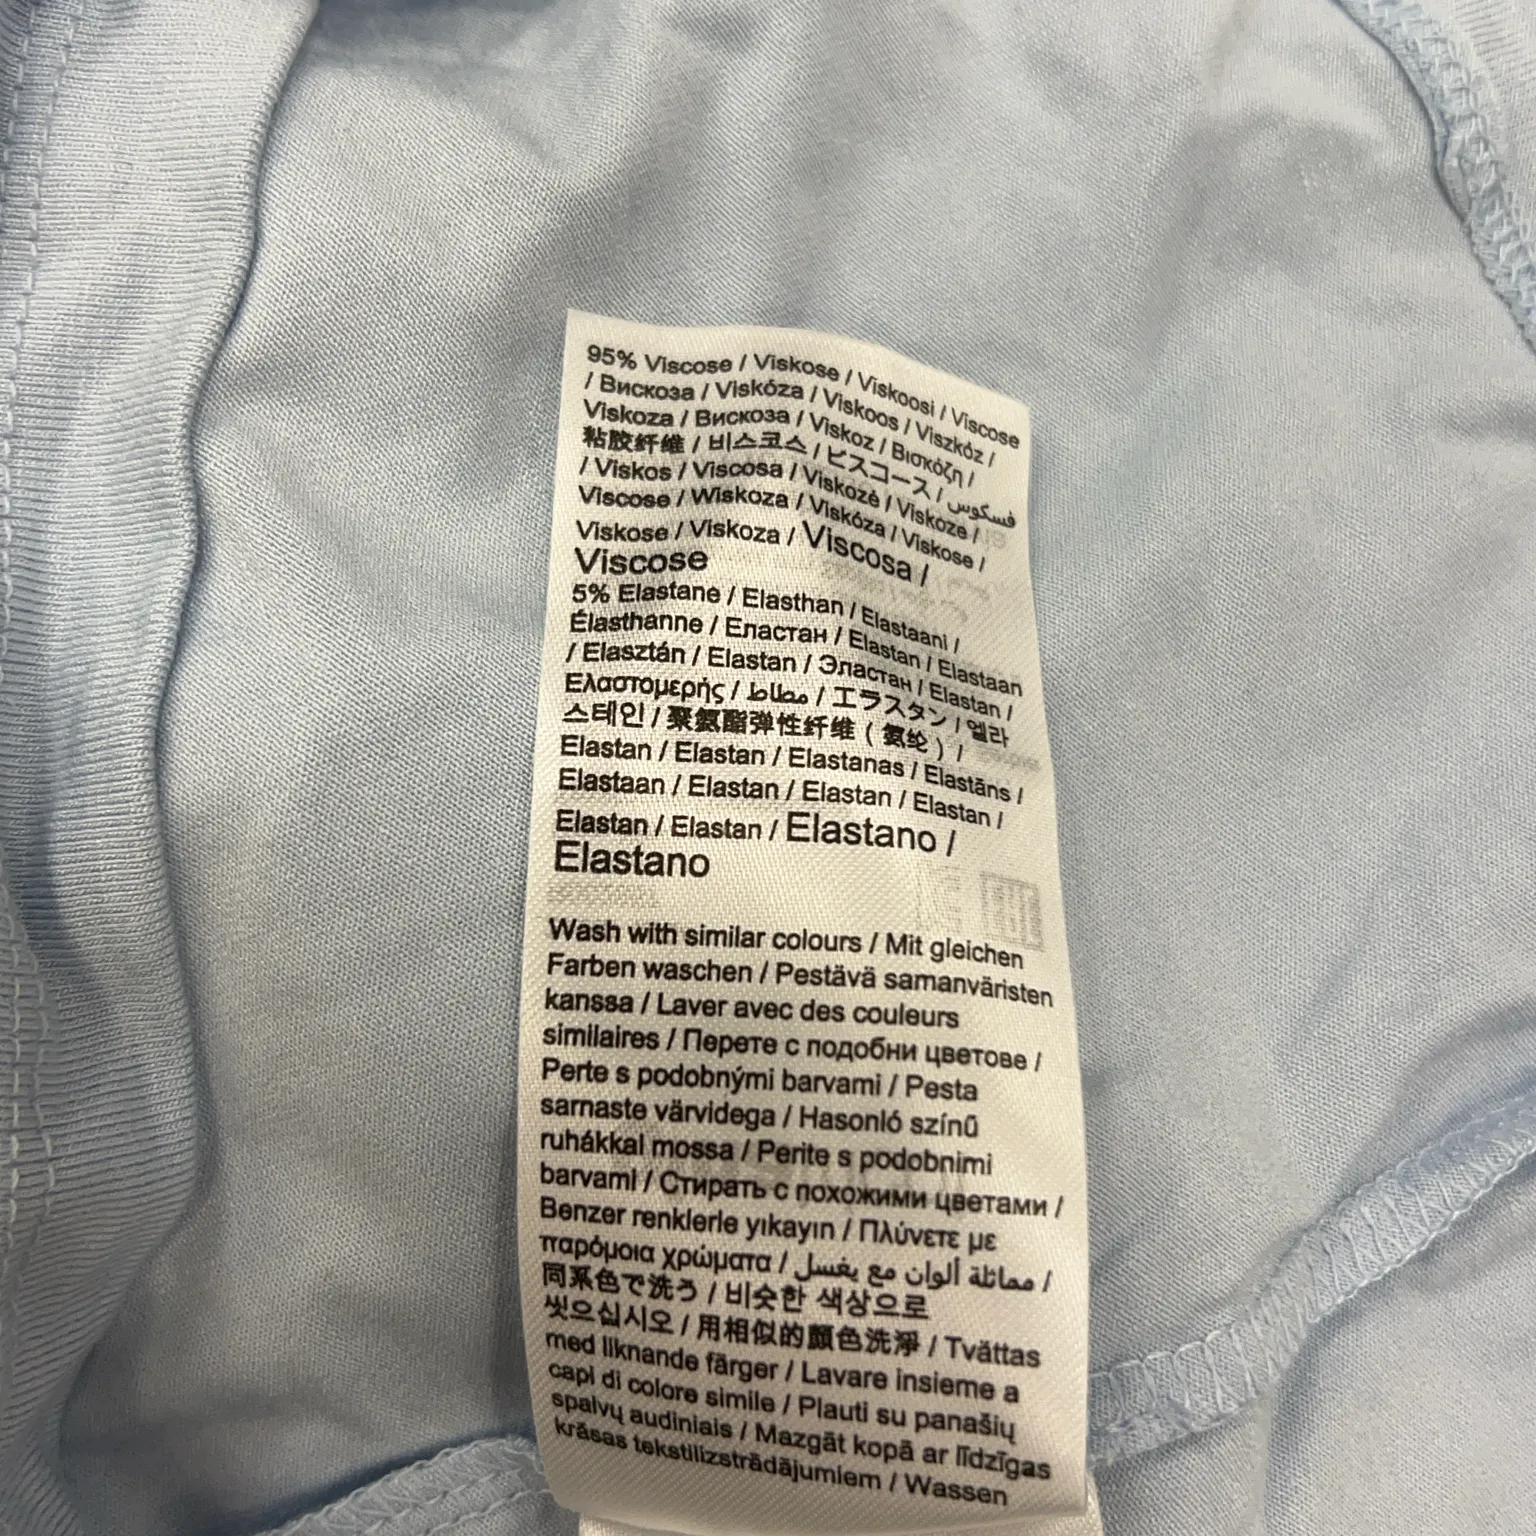 95% Viscose / Viskose / Viskoosi / Viscose
/ Вискоза / Viskóza / Viskoos / Viszkóz /
Viskoza / Вискоза / Viskoz / Βισκόζη /
粘胶纤维 / 비스코스 / ビスコース / فسكوس
/ Viskos / Viscosa / Viskozė / Viskoze /
Viscose / Wiskoza / Viskóza / Viskose /
Viskose / Viskoza / Viscosa /
Viscose
5% Elastane / Elasthan / Elastaani /
Élasthanne / Еластан / Elastan / Elastaan
/ Elasztán / Elastan / Эластан / Elastan /
Ελαστομερής / مطاط / エラスタン / 엘라
스테인 / 聚氨酯弹性纤维 ( 氨纶 ) /
Elastan / Elastan / Elastanas / Elastāns /
Elastaan / Elastan / Elastan / Elastan /
Elastan / Elastan / Elastano /
Elastano
Wash with similar colours / Mit gleichen
Farben waschen / Pestävä samanväristen
kanssa / Laver avec des couleurs
similaires / Перете с подобни цветове /
Perte s podobnými barvami / Pesta
sarnaste värvidega / Hasonló színű
ruhákkal mossa / Perite s podobnimi
barvami / Стирать с похожими цветами /
Benzer renklerle yıkayın / Πλύνετε με
παρόμοια χρώματα / مماثلة ألوان مع يغسل /
同系色で洗う / 비슷한 색상으로
씻으십시오 / 用相似的顏色洗淨 / Tvättas
med liknande färger / Lavare insieme a
capi di colore simile / Plauti su panašių
spalvų audiniais / Mazgāt kopā ar līdzīgas
krāsas tekstilizstrādājumiem / Wassen